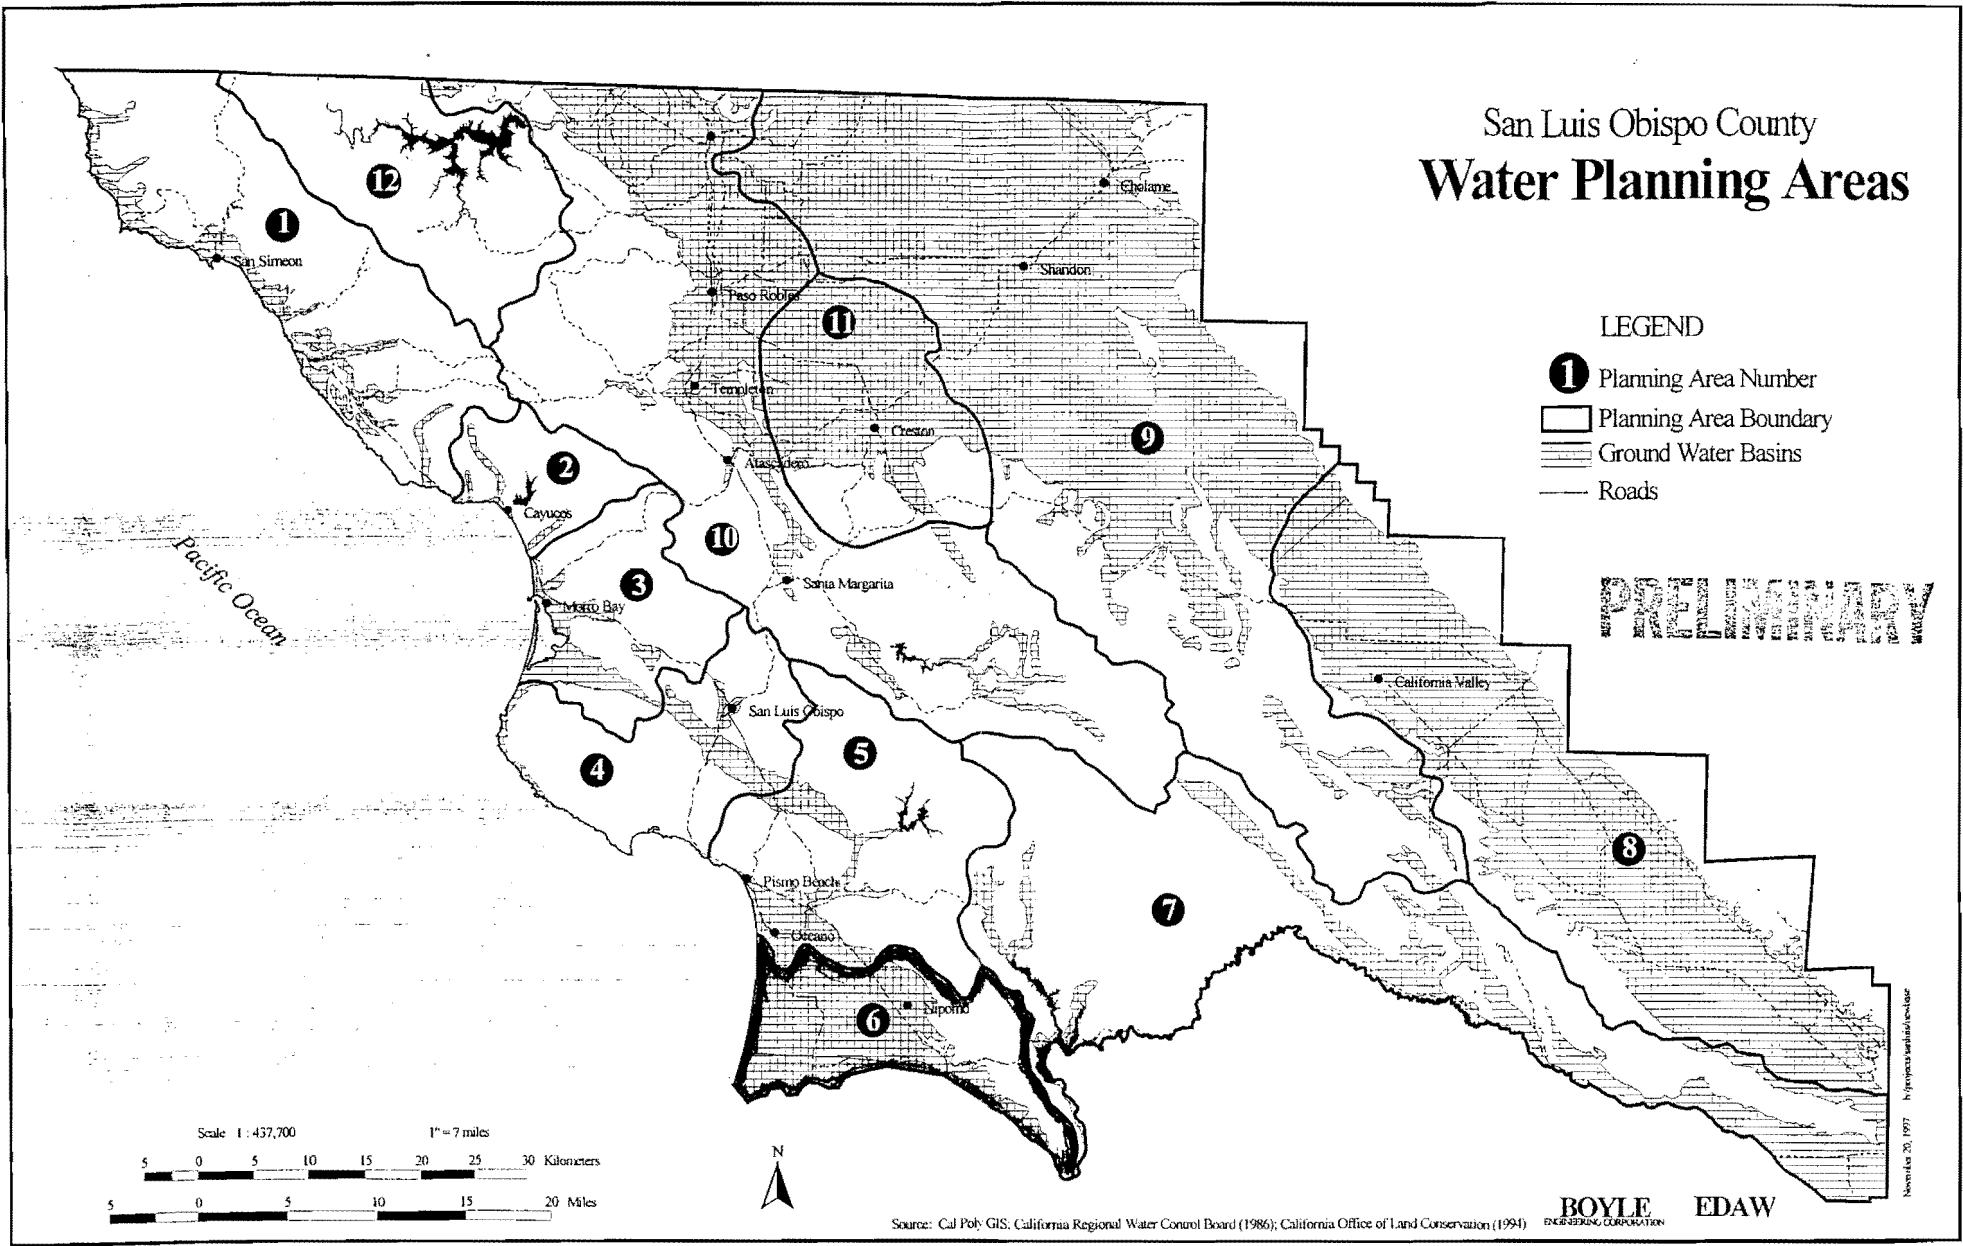 San Luis Obispo County
Water Planning Areas
12
1
San Simeon
Cholame
Shandon
Paso Robles
11
Templeton
Creston
Atascadero
9
2
Cayucos
10
3
Morro Bay
Santa Margarita
Pacific Ocean
California Valley
San Luis Obispo
5
4
8
Pismo Beach
7
Oceano
6
Nipomo
LEGEND
1 Planning Area Number
Planning Area Boundary
Ground Water Basins
Roads
PRELIMINARY
Scale 1 : 437,700 1" = 7 miles
5 0 5 10 15 20 25 30 Kilometers
5 0 5 10 15 20 Miles
N
Source: Cal Poly GIS; California Regional Water Control Board (1986); California Office of Land Conservation (1994)
BOYLE
ENGINEERING CORPORATION
EDAW
November 20, 1997